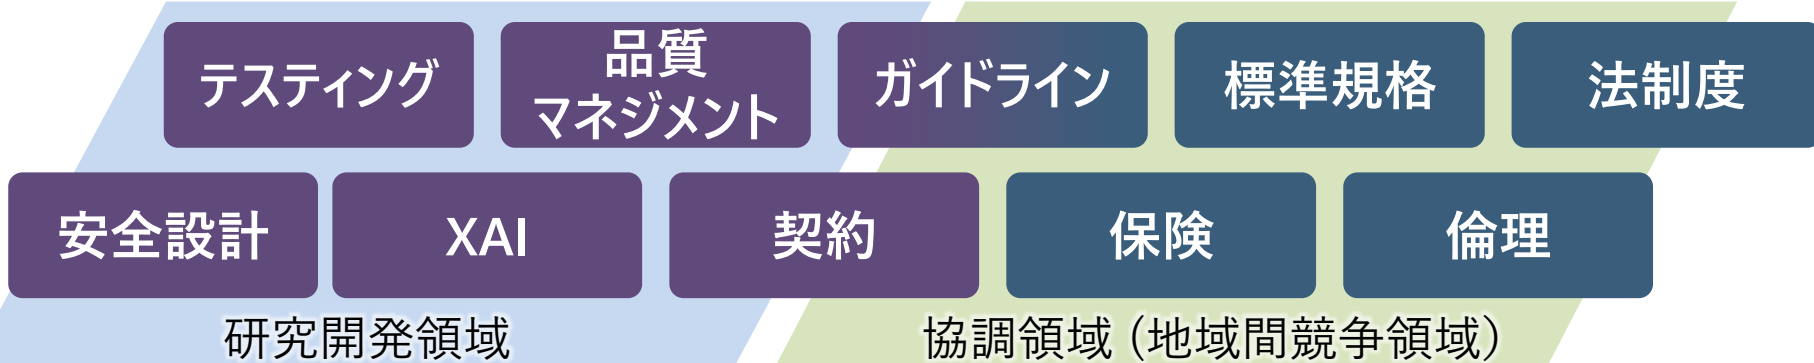 テスティング
品質
マネジメント
ガイドライン
標準規格
法制度
安全設計
XAI
契約
保険
倫理
研究開発領域
協調領域（地域間競争領域）